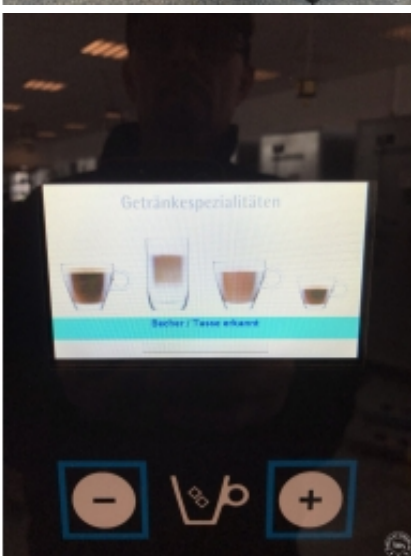 Getränkespezialitäten
Becher / Tasse erkannt
-
+